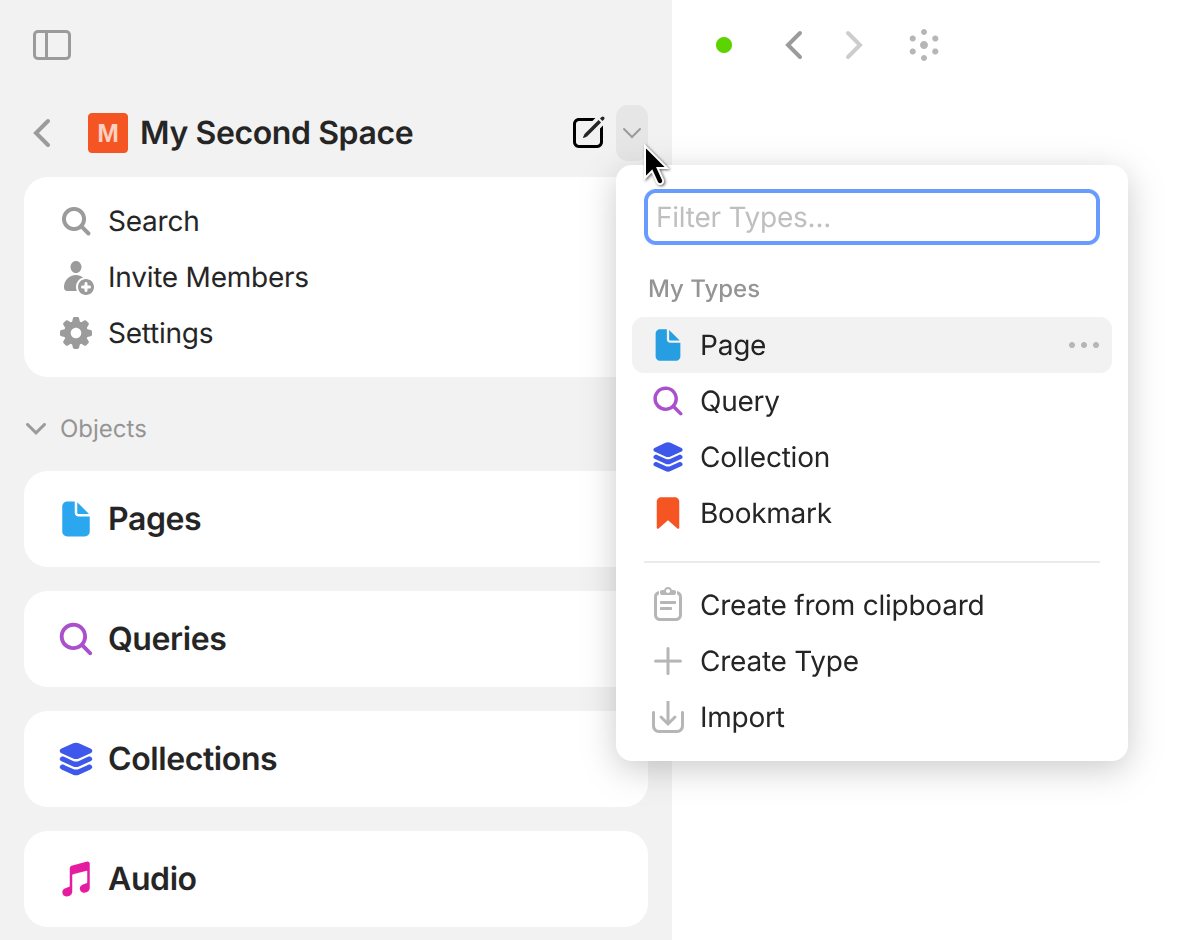 M My Second Space
Search
Invite Members
Settings
Objects
Pages
Queries
Collections
Audio
Filter Types...
My Types
Page
Query
Collection
Bookmark
Create from clipboard
Create Type
Import